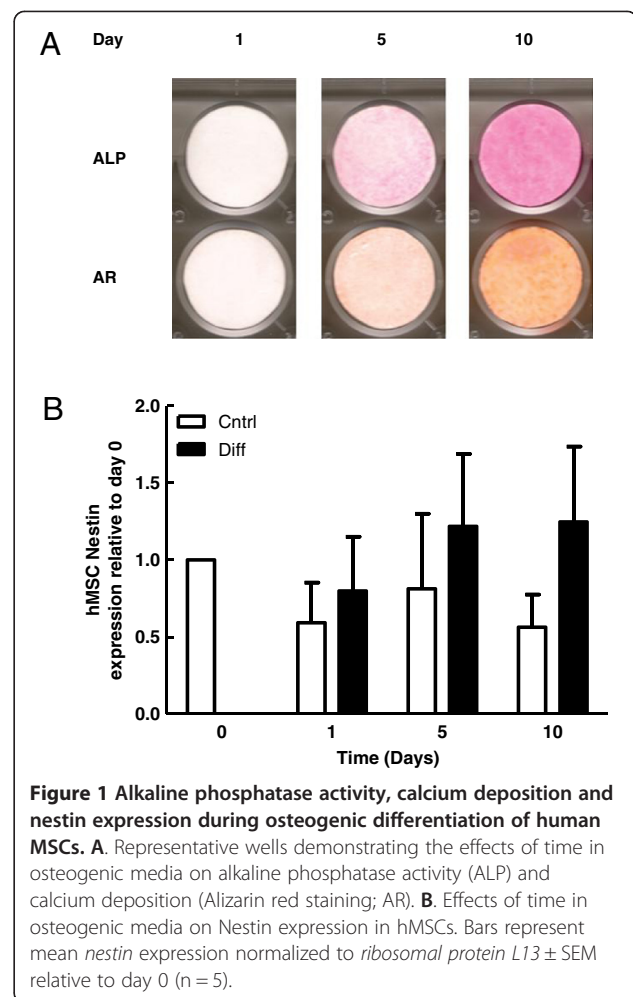 A Day 1 5 10
ALP
AR
B
2.0
1.5
1.0
0.5
0.0
hMSC Nestin
expression relative to day 0
Cntrl
Diff
0 1 5 10
Time (Days)
Figure 1 Alkaline phosphatase activity, calcium deposition and
nestin expression during osteogenic differentiation of human
MSCs. A. Representative wells demonstrating the effects of time in
osteogenic media on alkaline phosphatase activity (ALP) and
calcium deposition (Alizarin red staining; AR). B. Effects of time in
osteogenic media on Nestin expression in hMSCs. Bars represent
mean nestin expression normalized to ribosomal protein L13 ± SEM
relative to day 0 (n = 5).